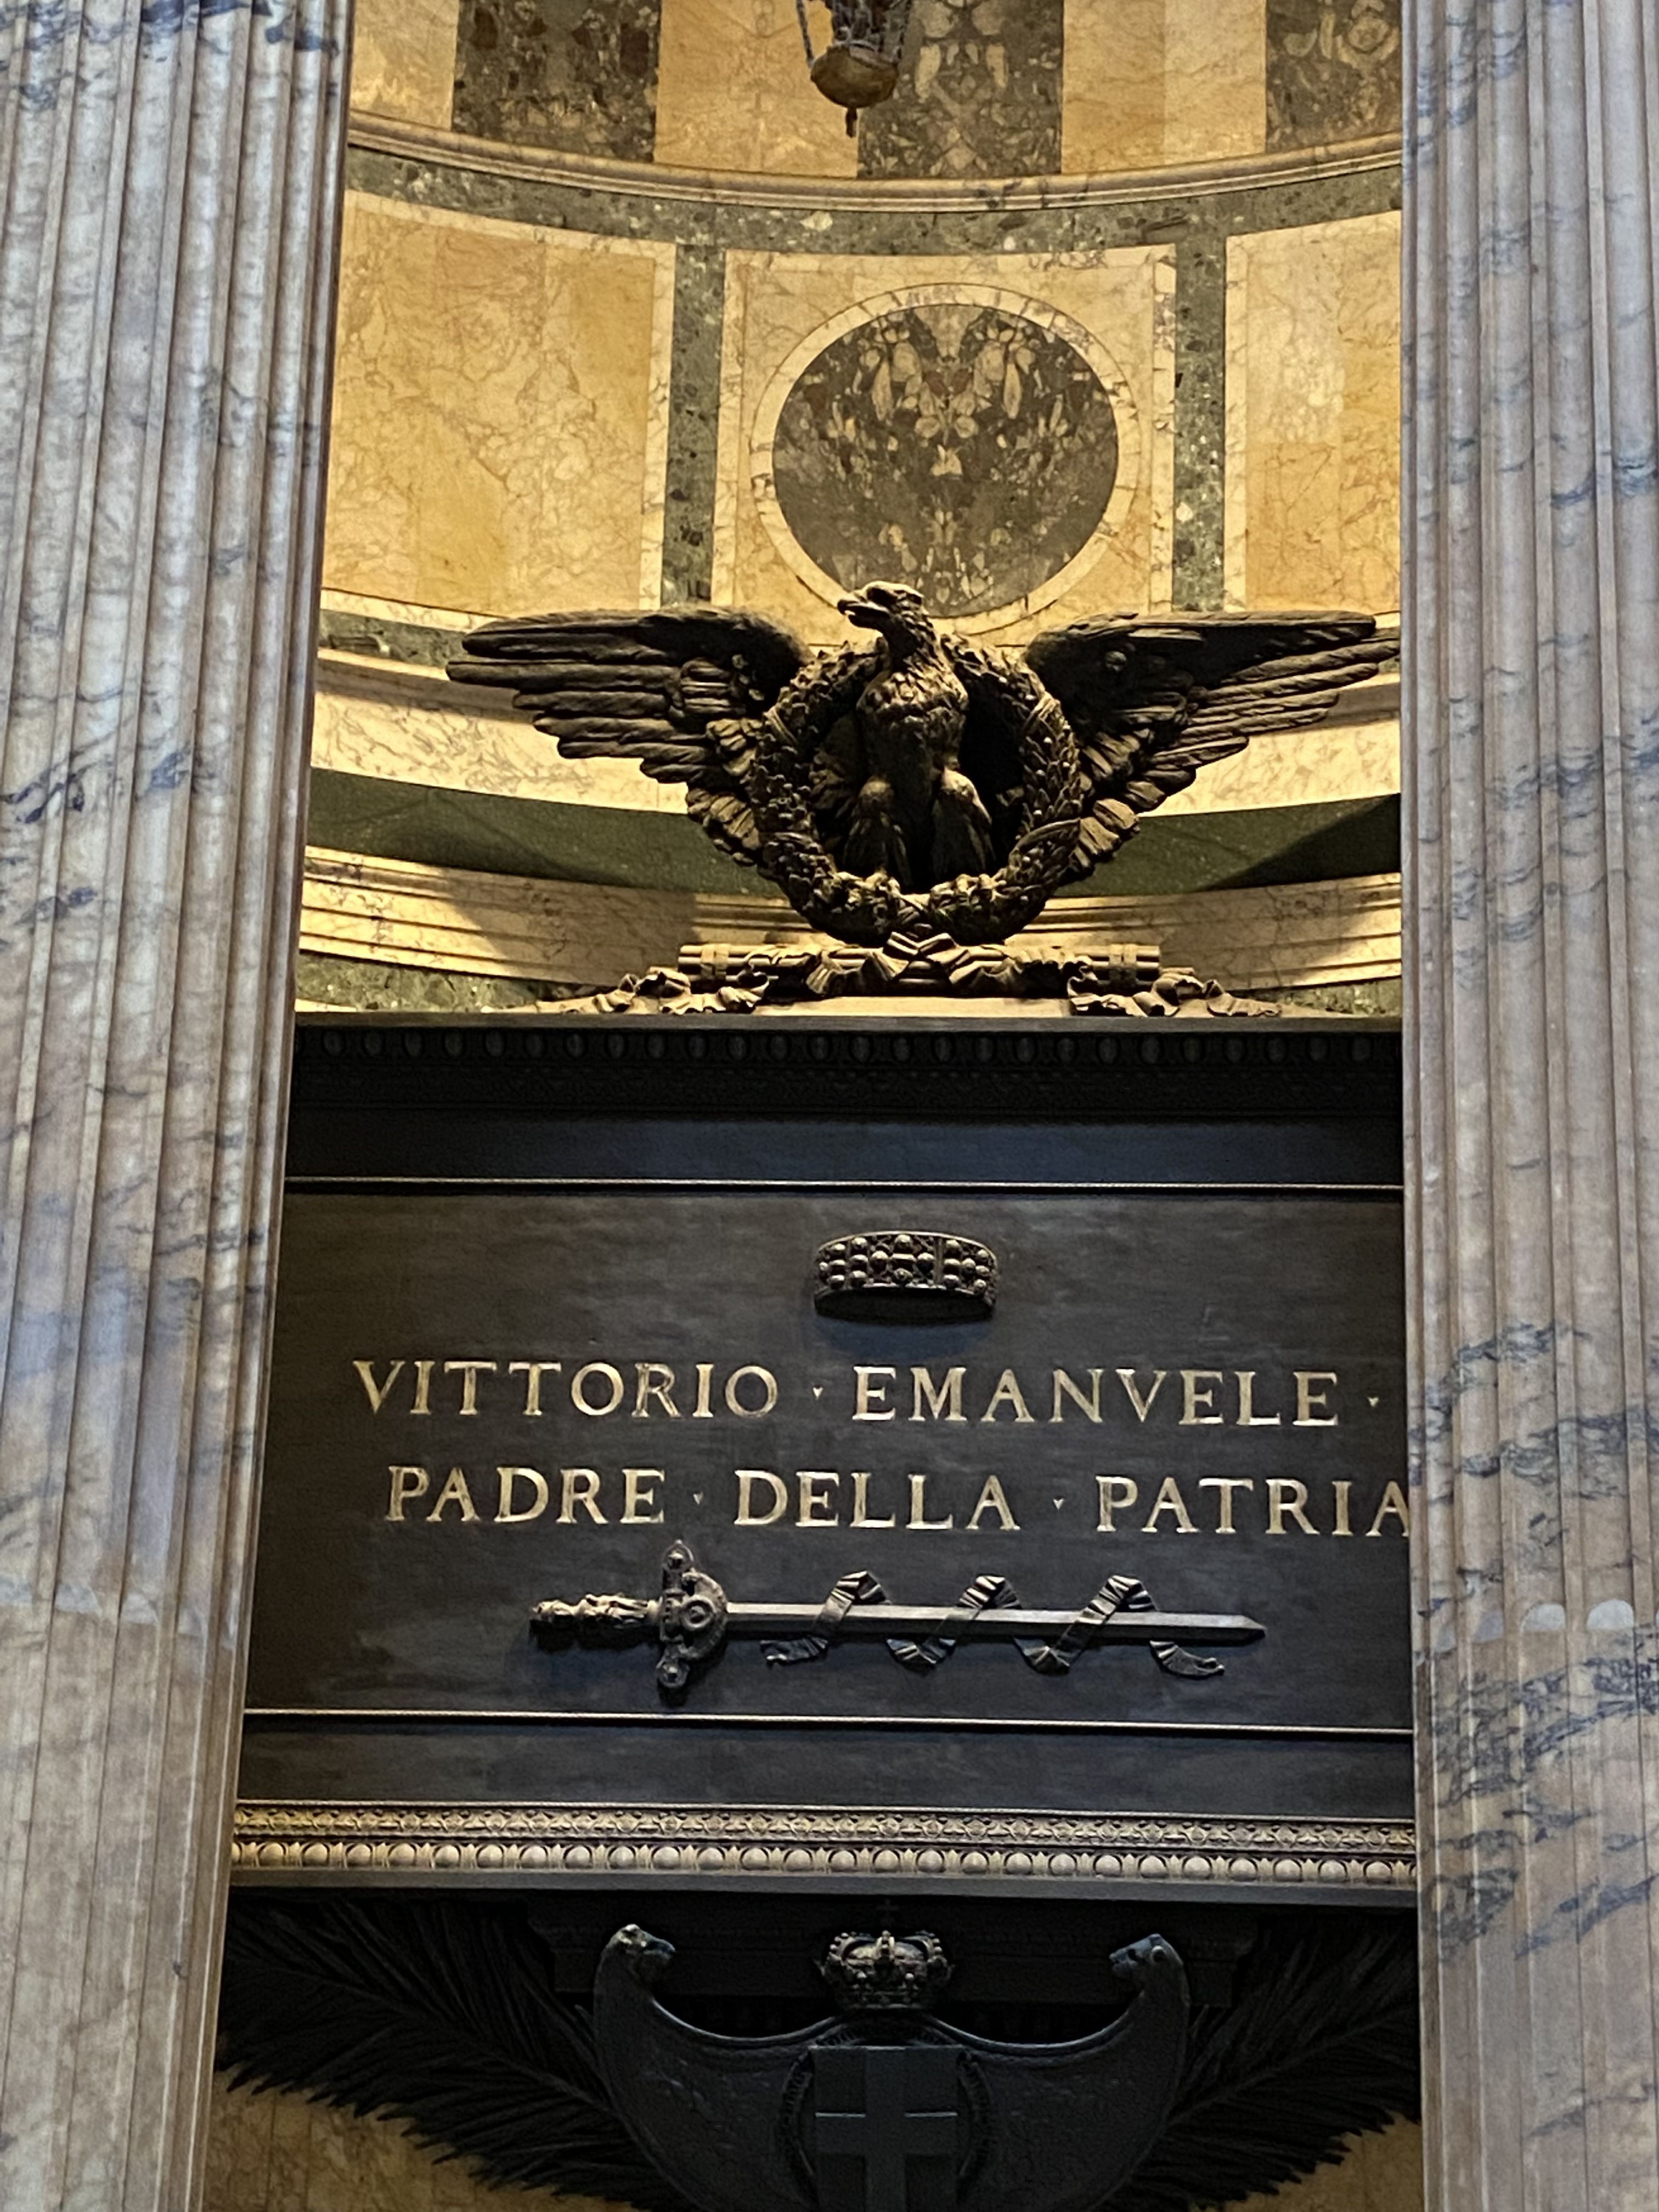 VITTORIO · EMANVELE ·
PADRE · DELLA · PATRIA